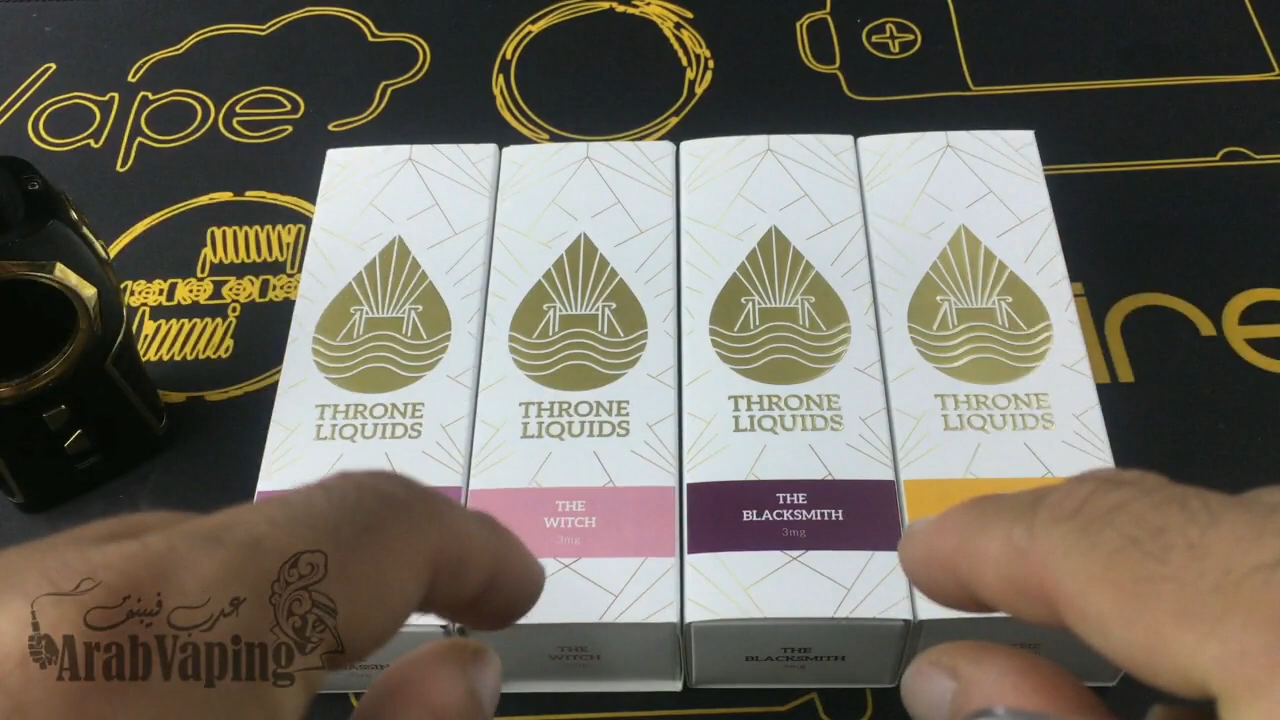 Vape
THRONE
LIQUIDS
THRONE
LIQUIDS
THRONE
LIQUIDS
THRONE
LIQUIDS
THE
WITCH
3mg
THE
BLACKSMITH
3mg
THE
WITCH
THE
BLACKSMITH
3mg
عرب فيبنق
ArabVaping